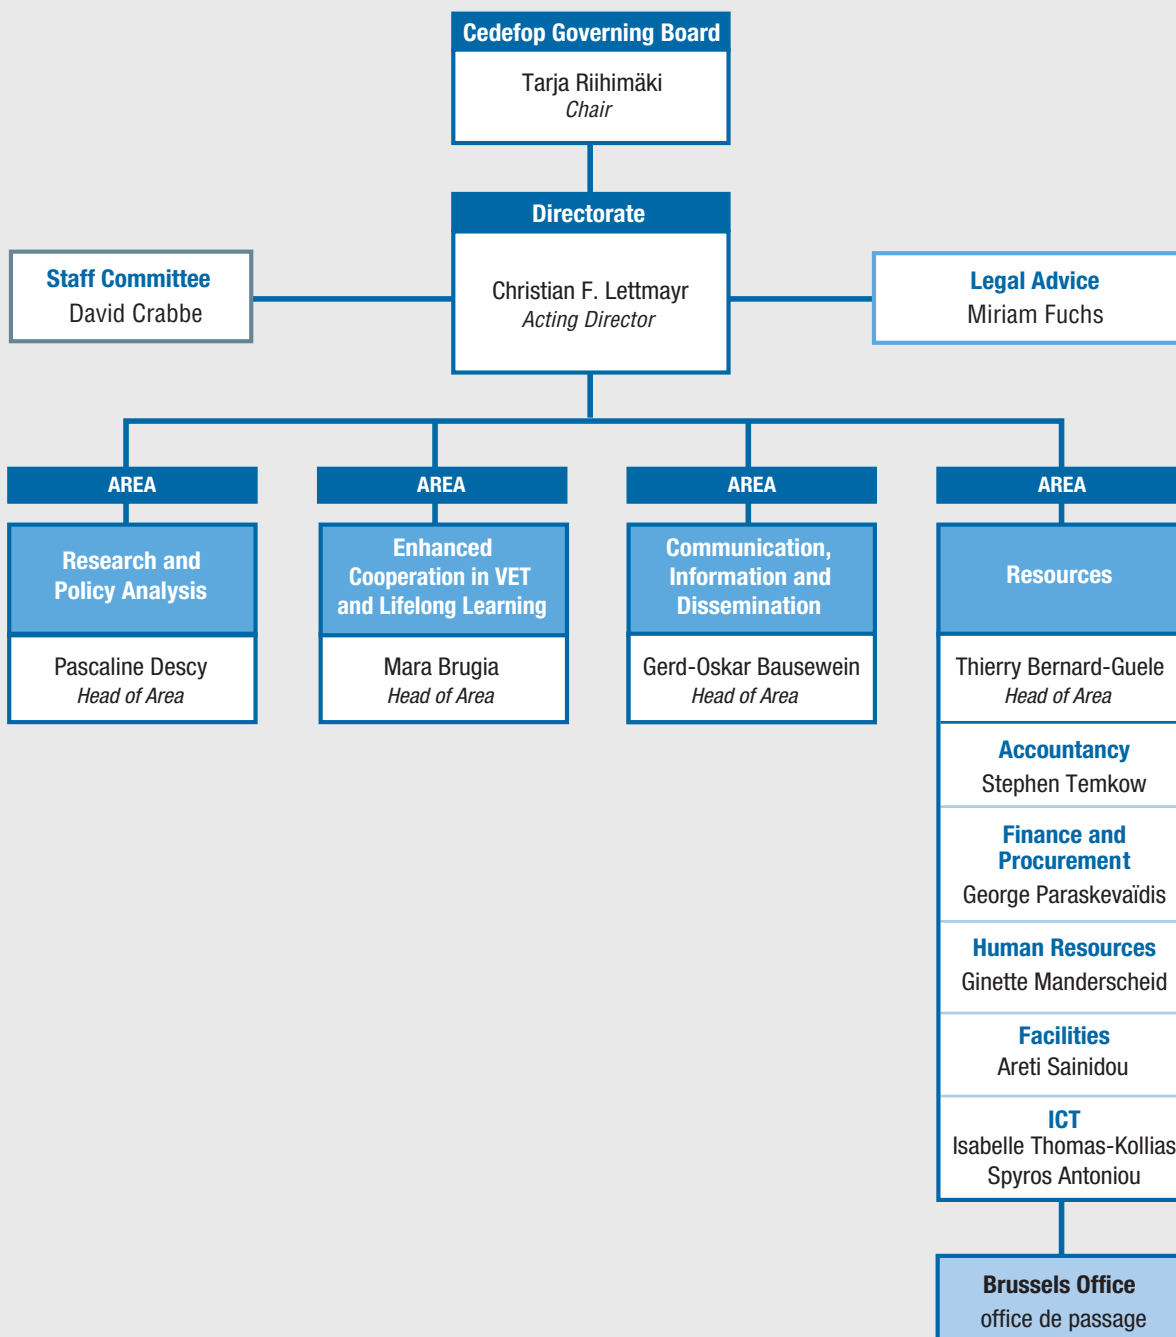 Cedefop Governing Board
Tarja Riihimäki
Chair
Directorate
Christian F. Lettmayr
Acting Director
Staff Committee
David Crabbe
Legal Advice
Miriam Fuchs
AREA
Research and
Policy Analysis
Pascaline Descy
Head of Area
AREA
Enhanced
Cooperation in VET
and Lifelong Learning
Mara Brugia
Head of Area
AREA
Communication,
Information and
Dissemination
Gerd-Oskar Bausewein
Head of Area
AREA
Resources
Thierry Bernard-Guele
Head of Area
Accountancy
Stephen Temkow
Finance and
Procurement
George Paraskevaïdis
Human Resources
Ginette Manderscheid
Facilities
Areti Sainidou
ICT
Isabelle Thomas-Kollias
Spyros Antoniou
Brussels Office
office de passage